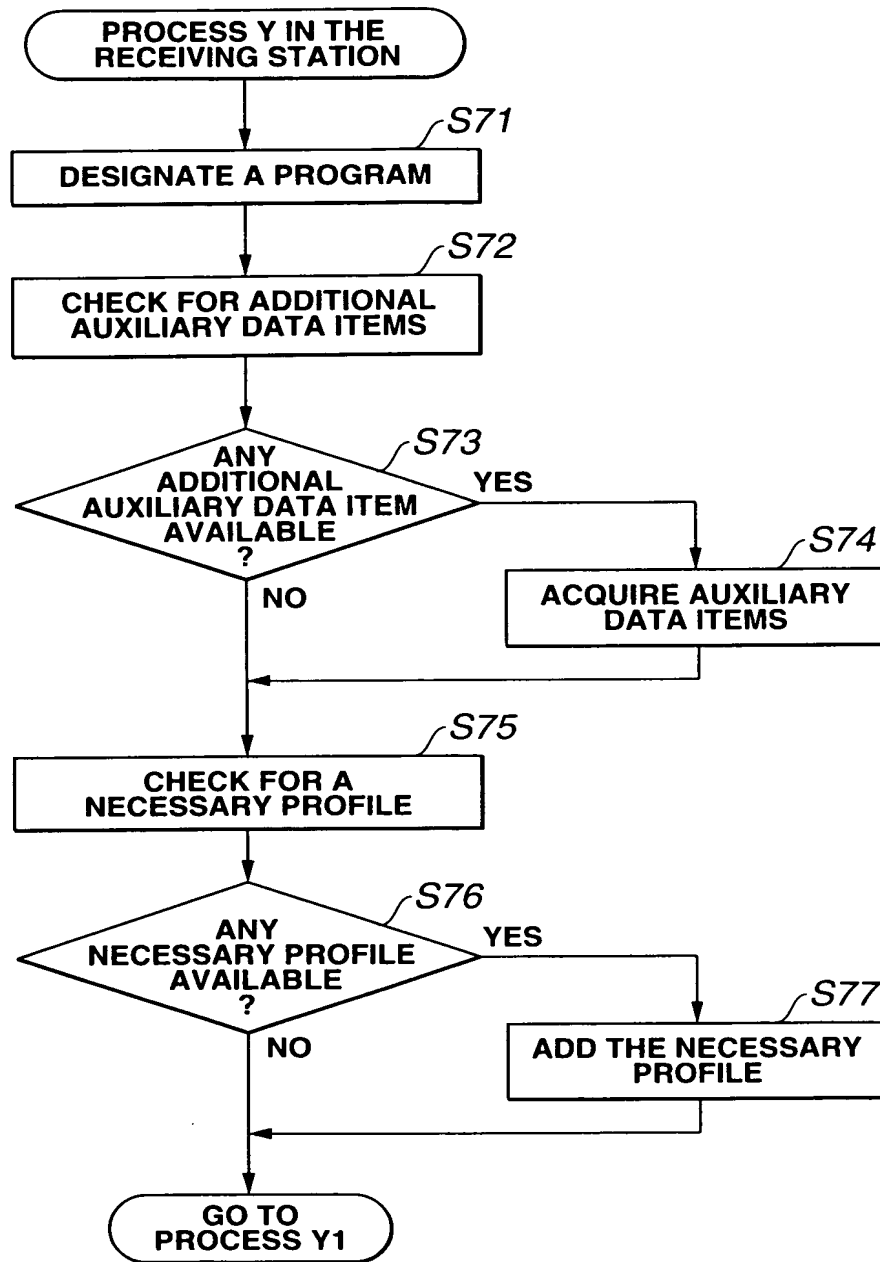 PROCESS Y IN THE
RECEIVING STATION
S71
DESIGNATE A PROGRAM
S72
CHECK FOR ADDITIONAL
AUXILIARY DATA ITEMS
S73
ANY
ADDITIONAL
AUXILIARY DATA ITEM
AVAILABLE
?
YES
NO
S74
ACQUIRE AUXILIARY
DATA ITEMS
S75
CHECK FOR A
NECESSARY PROFILE
S76
ANY
NECESSARY PROFILE
AVAILABLE
?
YES
NO
S77
ADD THE NECESSARY
PROFILE
GO TO
PROCESS Y1